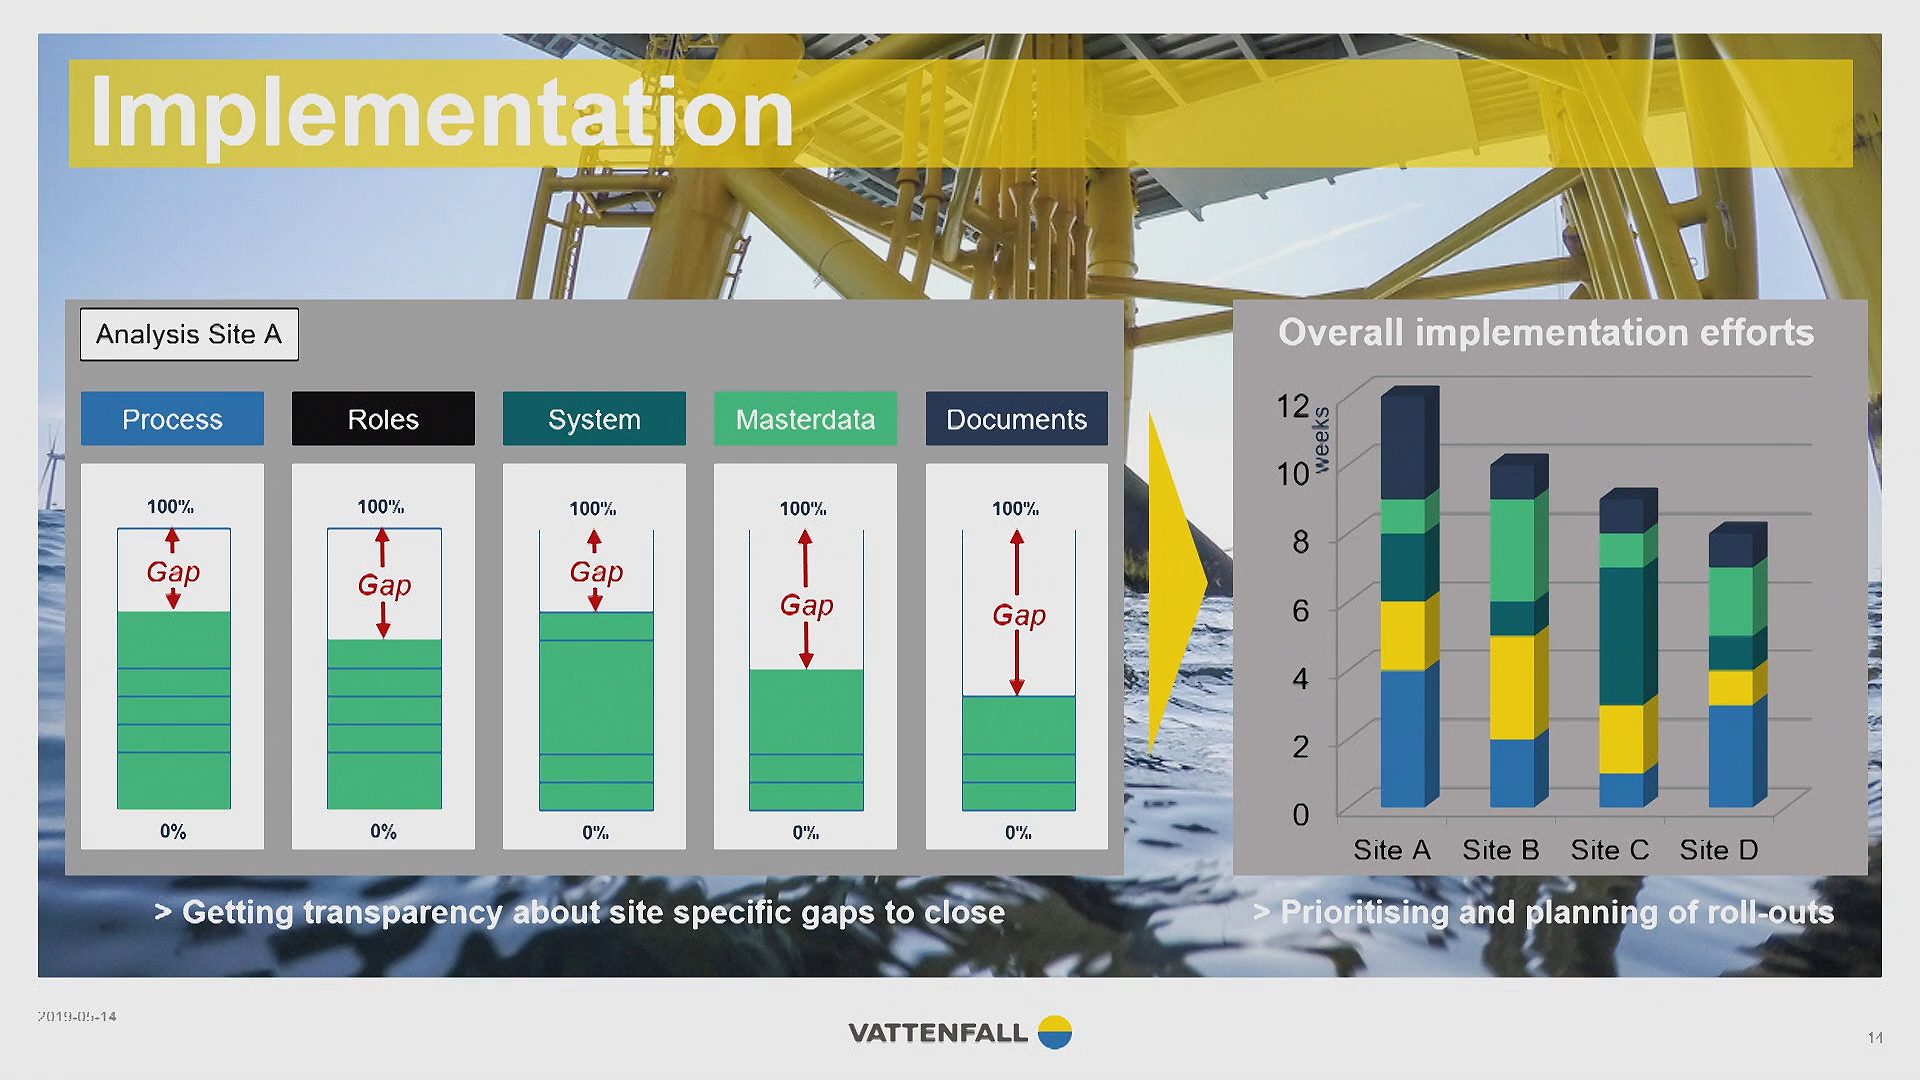 Implementation
Analysis Site A
Process Roles System Masterdata Documents
100% 100% 100% 100% 100%
Gap Gap Gap Gap Gap
0% 0% 0% 0% 0%
> Getting transparency about site specific gaps to close
Overall implementation efforts
weeks
12
10
8
6
4
2
0
Site A Site B Site C Site D
> Prioritising and planning of roll-outs
2019-05-14
VATTENFALL
14